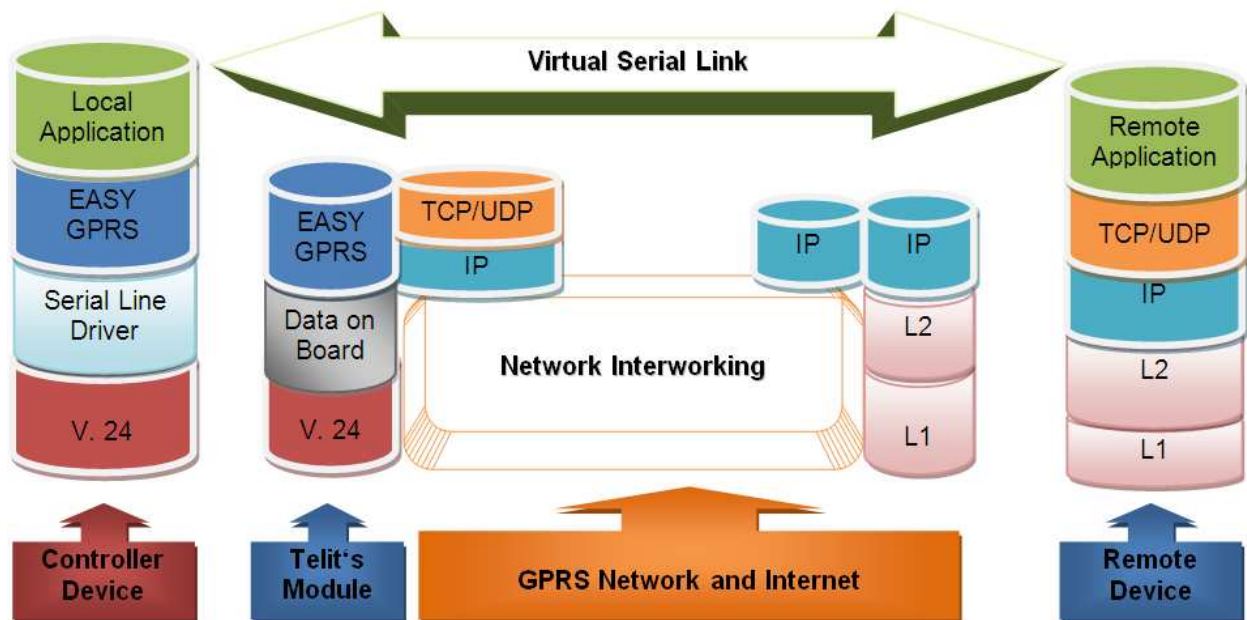 Virtual Serial Link
Local
Application
EASY
GPRS
Serial Line
Driver
V. 24
EASY
GPRS
Data on
Board
V. 24
TCP/UDP
IP
Network Interworking
IP
IP
L2
L1
Remote
Application
TCP/UDP
IP
L2
L1
Controller
Device
Telit's
Module
GPRS Network and Internet
Remote
Device